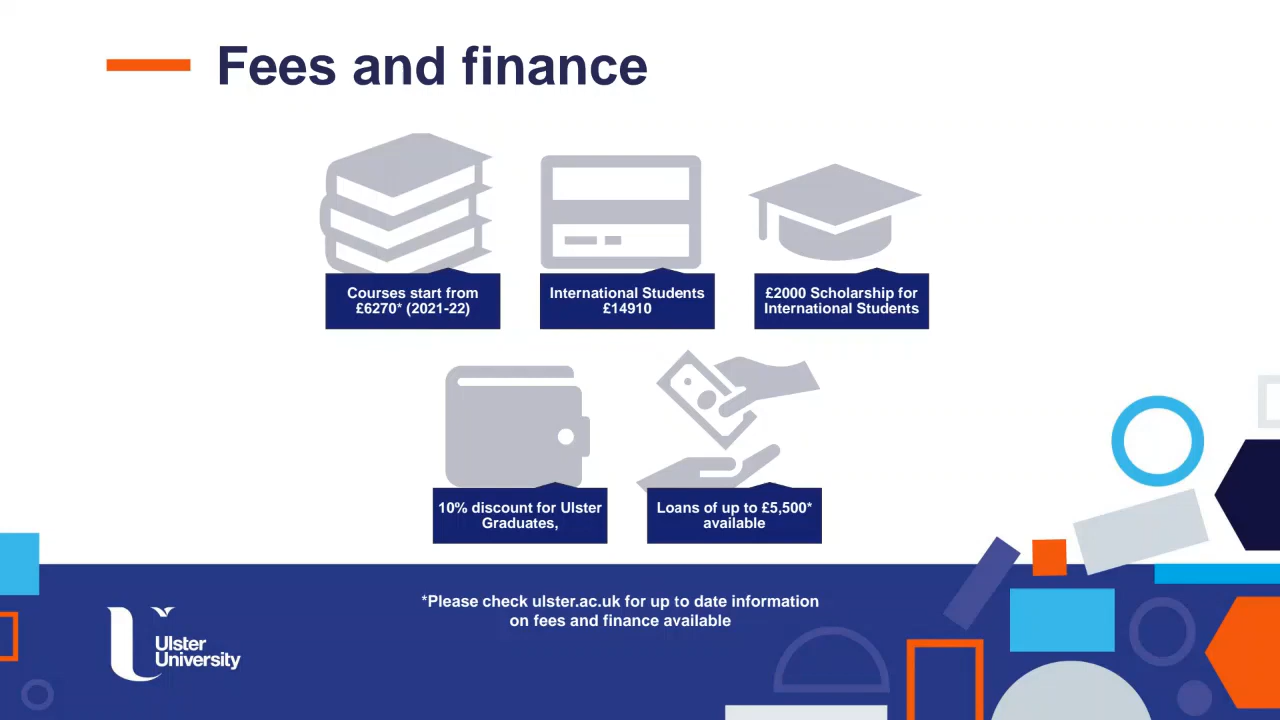 Fees and finance
Courses start from
£6270* (2021-22)
International Students
£14910
£2000 Scholarship for
International Students
10% discount for Ulster
Graduates,
Loans of up to £5,500*
available
*Please check ulster.ac.uk for up to date information
on fees and finance available
Ulster
University